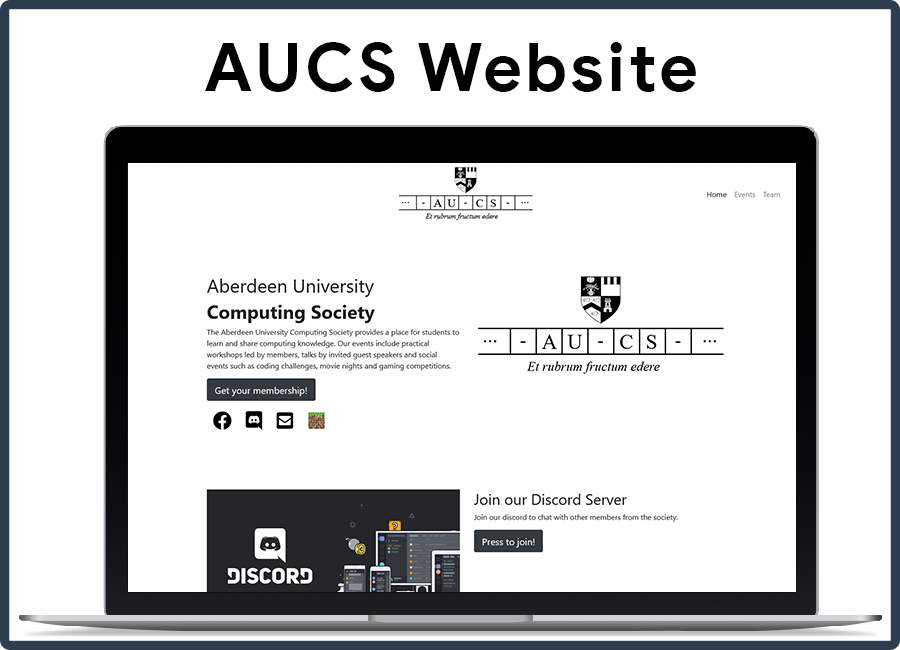 AUCS Website
··· - A U - C S - ···
Et rubrum fructum edere
Home Events Team
Aberdeen University
Computing Society
The Aberdeen University Computing Society provides a place for students to
learn and share computing knowledge. Our events include practical
workshops led by members, talks by invited guest speakers and social
events such as coding challenges, movie nights and gaming competitions.
Get your membership!
··· - A U - C S - ···
Et rubrum fructum edere
DISCORD
Join our Discord Server
Join our discord to chat with other members from the society.
Press to join!